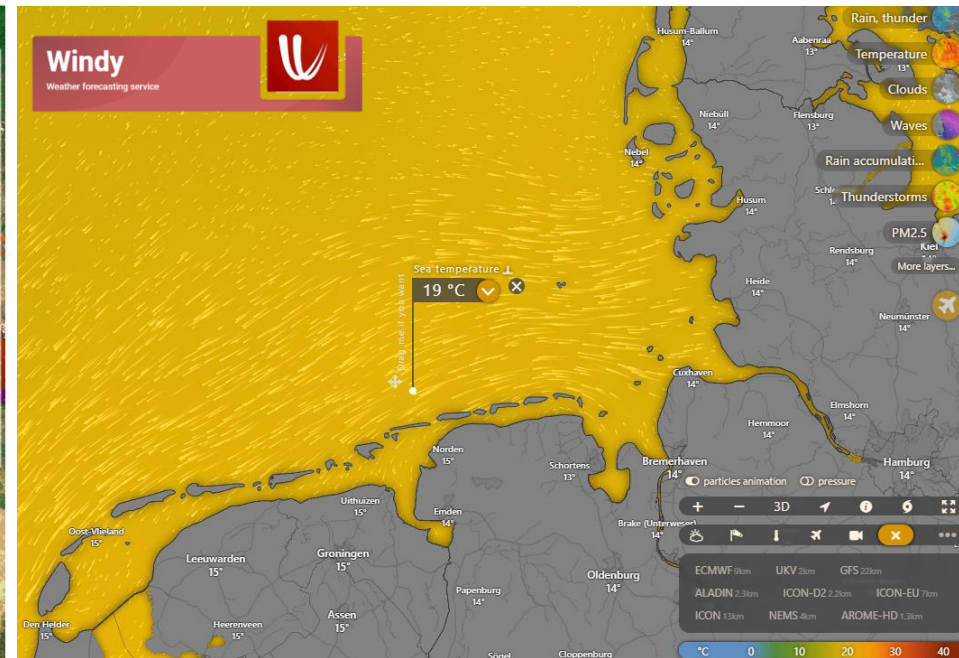 Windy
Weather forecasting service
Rain, thunder
Temperature
Clouds
Waves
Rain accumulati...
Thunderstorms
PM2.5
More layers...
Husum-Ballum
14°
Aabenraa
13°
13°
Niebüll
14°
Flensburg
13°
Nebel
14°
Husum
14°
Rendsburg
14°
Kiel
Heide
14°
Neumünster
14°
Sea temperature
19 °C
Drag me if you want
Cuxhaven
14°
Elmshorn
14°
Hemmoor
14°
Hamburg
14°
Norden
15°
Schortens
13°
Bremerhaven
14°
Uithuizen
15°
Emden
14°
Brake (Unterweser)
14°
Oost-Vlieland
15°
Leeuwarden
15°
Groningen
15°
Oldenburg
14°
Papenburg
14°
Den Helder
15°
Heerenveen
15°
Assen
15°
Sögel
Cloppenburg
particles animation
pressure
3D
ECMWF 9km UKV 2km GFS 22km
ALADIN 2.3km ICON-D2 2.2km ICON-EU 7km
ICON 13km NEMS 4km AROME-HD 1.3km
°C 0 10 20 30 40